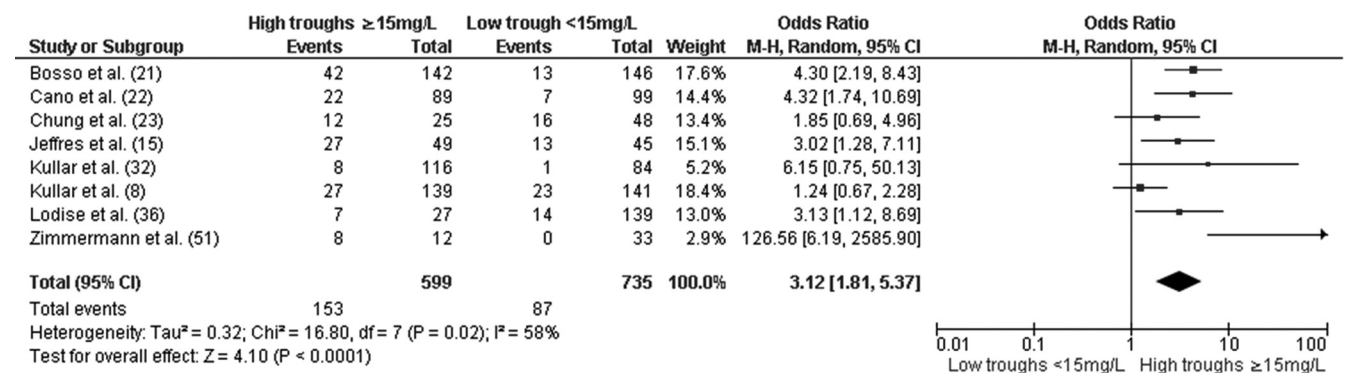 High troughs ≥15mg/L Low trough <15mg/L Odds Ratio Odds Ratio
Study or Subgroup Events Total Events Total Weight M-H, Random, 95% CI M-H, Random, 95% CI
Bosso et al. (21) 42 142 13 146 17.6% 4.30 [2.19, 8.43]
Cano et al. (22) 22 89 7 99 14.4% 4.32 [1.74, 10.69]
Chung et al. (23) 12 25 16 48 13.4% 1.85 [0.69, 4.96]
Jeffres et al. (15) 27 49 13 45 15.1% 3.02 [1.28, 7.11]
Kullar et al. (32) 8 116 1 84 5.2% 6.15 [0.75, 50.13]
Kullar et al. (8) 27 139 23 141 18.4% 1.24 [0.67, 2.28]
Lodise et al. (36) 7 27 14 139 13.0% 3.13 [1.12, 8.69]
Zimmermann et al. (51) 8 12 0 33 2.9% 126.56 [6.19, 2585.90]
Total (95% CI) 599 735 100.0% 3.12 [1.81, 5.37]
Total events 153 87
Heterogeneity: Tau² = 0.32; Chi² = 16.80, df = 7 (P = 0.02); I² = 58%
Test for overall effect: Z = 4.10 (P < 0.0001)
0.01 0.1 1 10 100
Low troughs <15mg/L High troughs ≥15mg/L